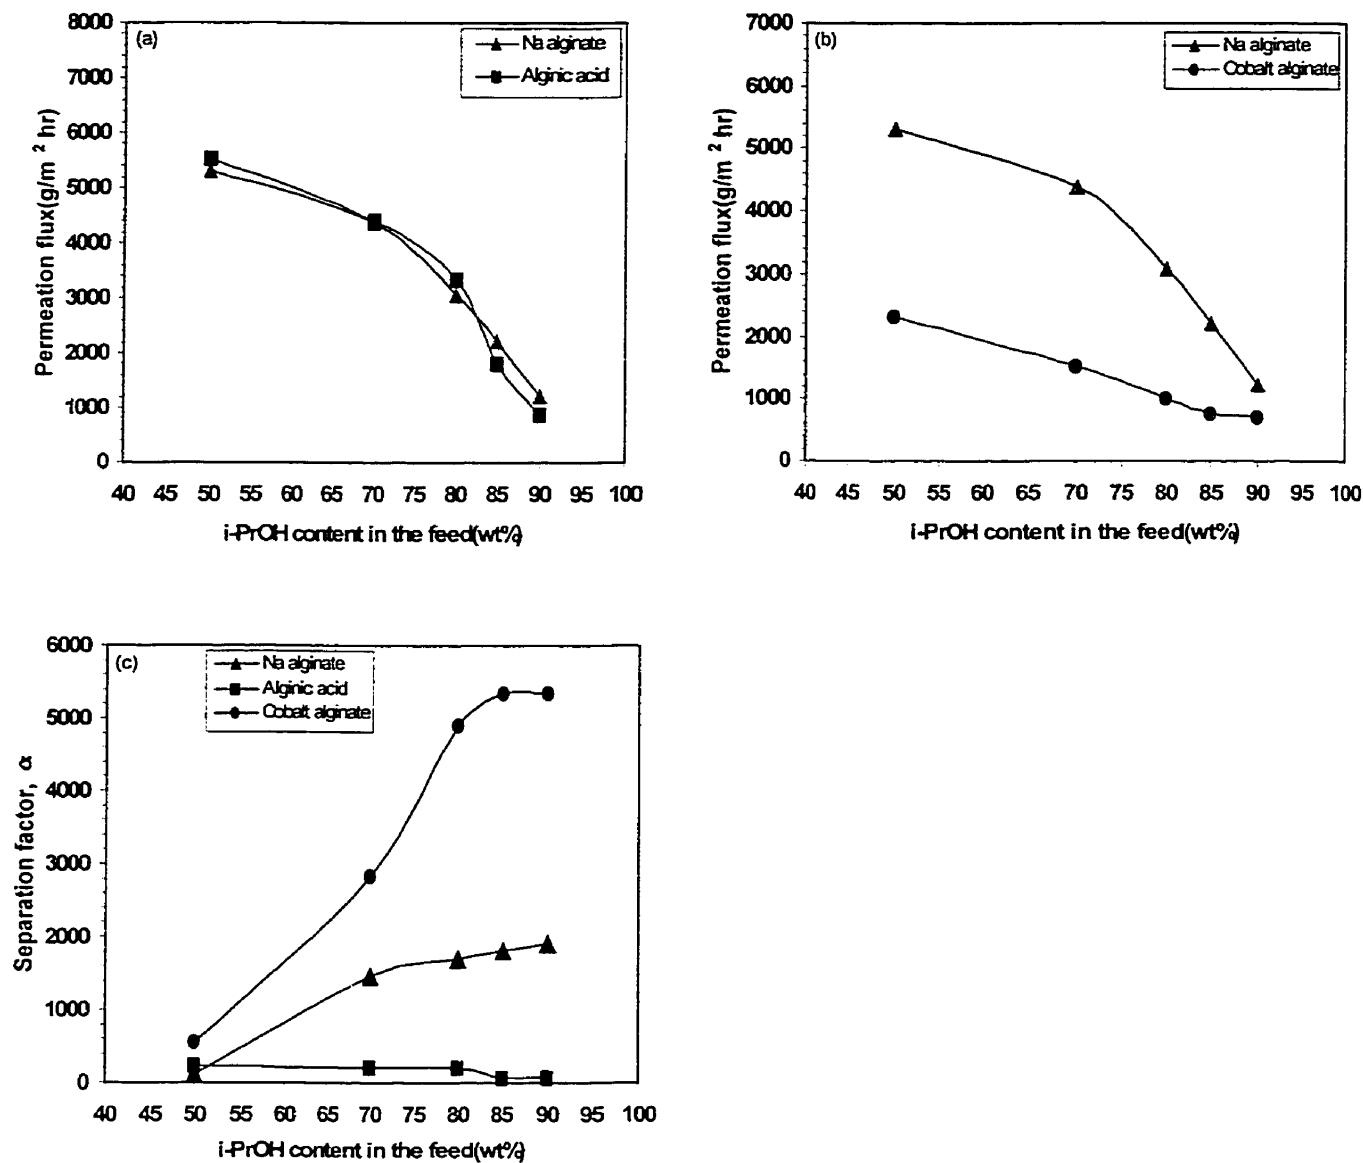 (a)
Na alginate
Alginic acid
8000
7000
6000
5000
4000
3000
2000
1000
0
Permeation flux(g/m 2 hr)
40 45 50 55 60 65 70 75 80 85 90 95 100
i-PrOH content in the feed(wt%)
(b)
Na alginate
Cobalt alginate
7000
6000
5000
4000
3000
2000
1000
0
Permeation flux(g/m 2 hr)
40 45 50 55 60 65 70 75 80 85 90 95 100
i-PrOH content in the feed(wt%)
(c)
Na alginate
Alginic acid
Cobalt alginate
6000
5000
4000
3000
2000
1000
0
Separation factor, α
40 45 50 55 60 65 70 75 80 85 90 95 100
i-PrOH content in the feed(wt%)